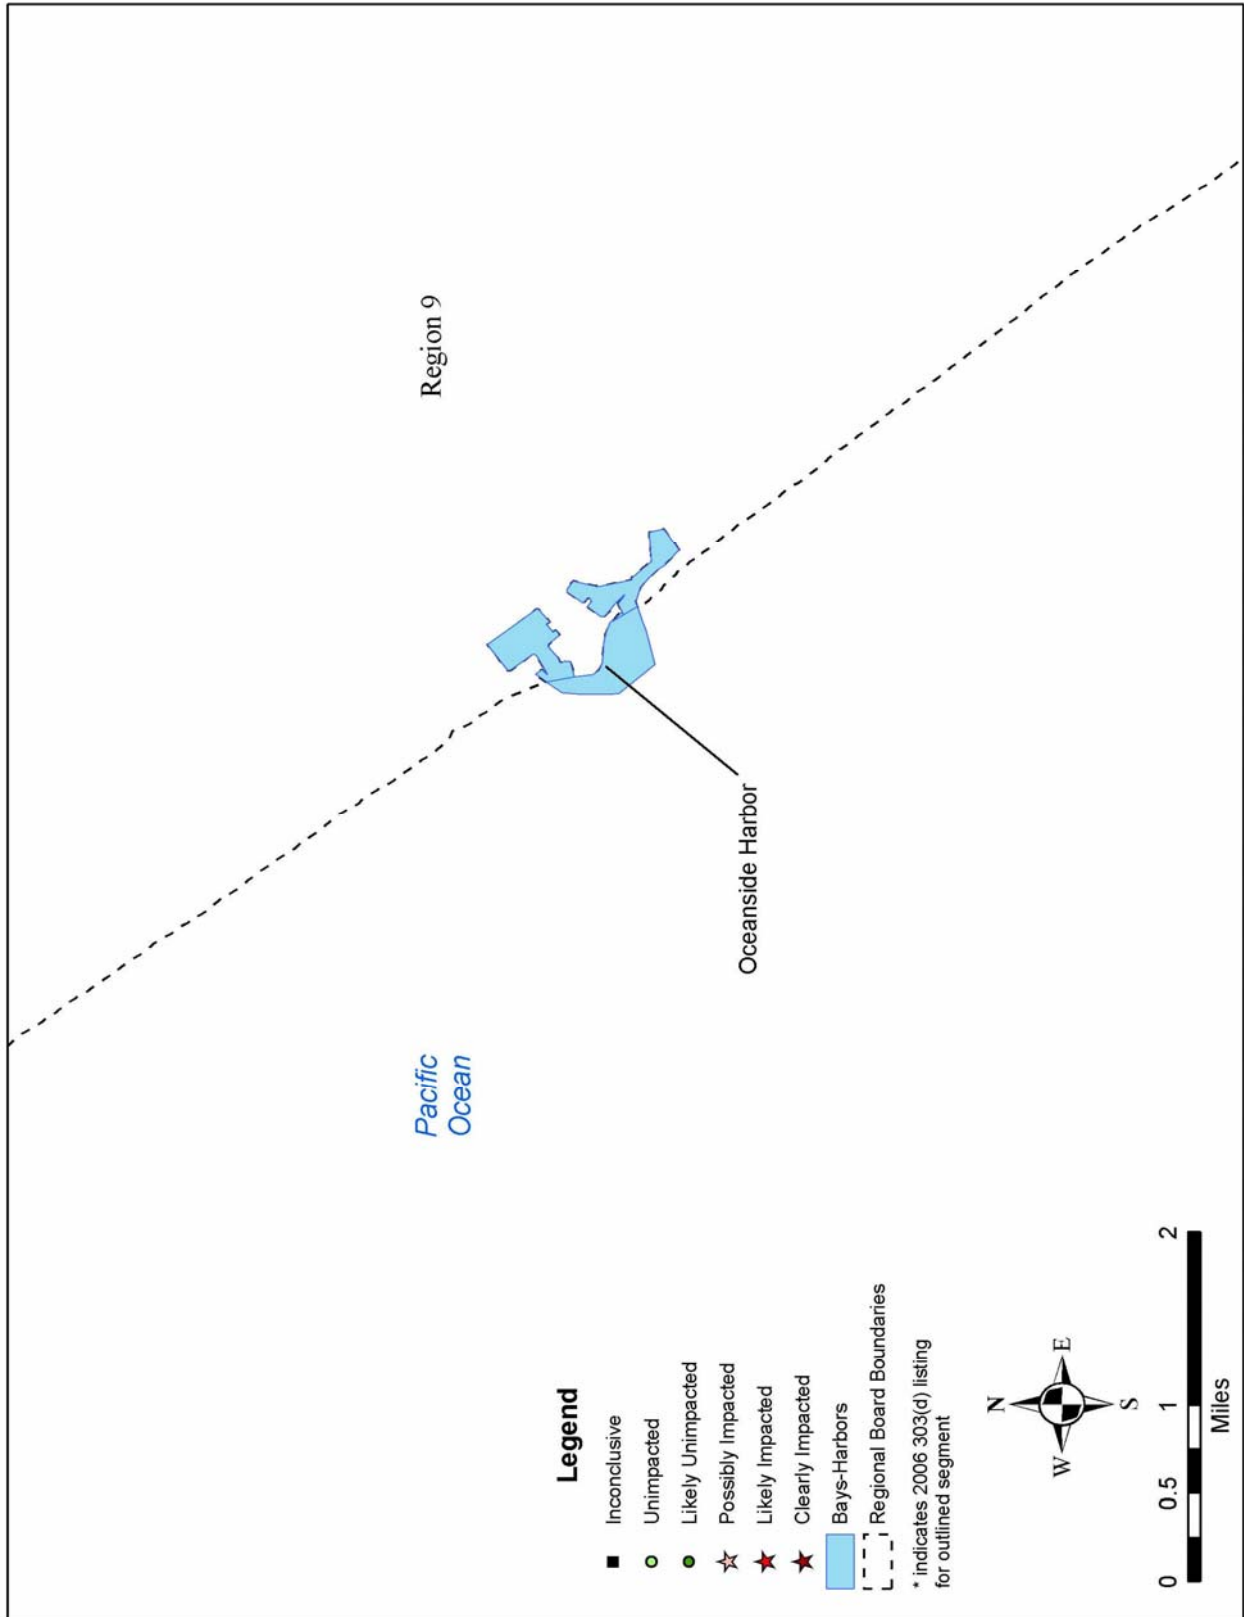 Region 9
Pacific
Ocean
Oceanside Harbor
Legend
Inconclusive
Unimpacted
Likely Unimpacted
Possibly Impacted
Likely Impacted
Clearly Impacted
Bays-Harbors
Regional Board Boundaries
* indicates 2006 303(d) listing
for outlined segment
N
W
E
S
0 0.5 1 2
Miles